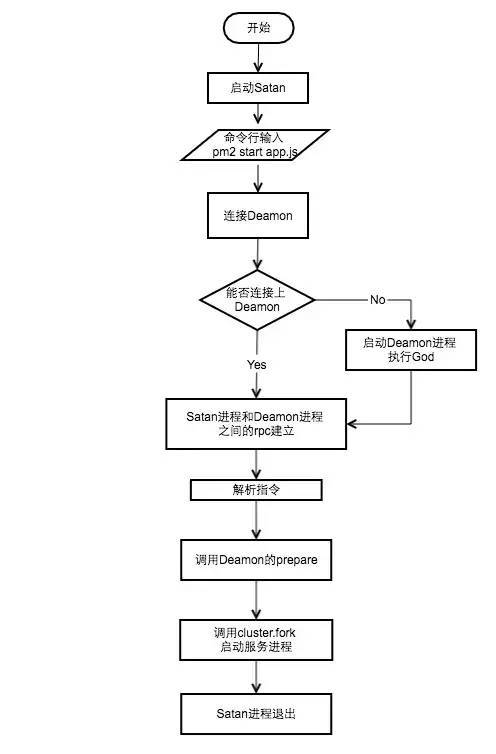 开始
启动Satan
命令行输入
pm2 start app.js
连接Deamon
能否连接上
Deamon
No
启动Deamon进程
执行God
Yes
Satan进程和Deamon进程
之间的rpc建立
解析指令
调用Deamon的prepare
调用cluster.fork
启动服务进程
Satan进程退出